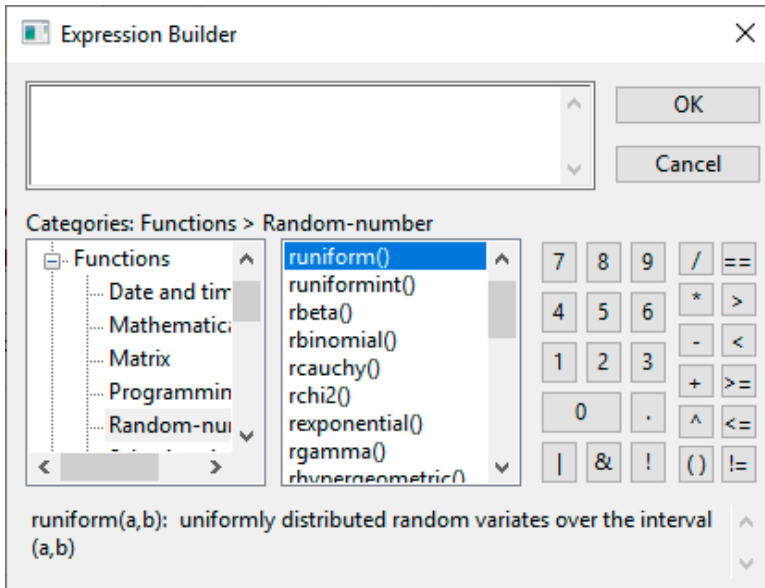 Expression Builder
OK
Cancel
Categories: Functions > Random-number
Functions
Date and tim
Mathematica
Matrix
Programmin
Random-nur
runiform()
runiformint()
rbeta()
rbinomial()
rcauchy()
rchi2()
rexponential()
rgamma()
rhypergeometric()
7 8 9 / ==
4 5 6 * >
1 2 3 - <
0 . + >=
| & ! ^ <=
() !=
runiform(a,b): uniformly distributed random variates over the interval
(a,b)